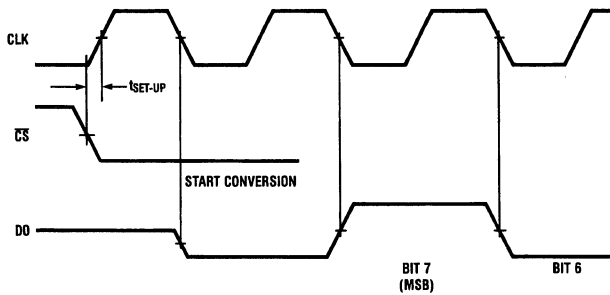 CLK
tSET-UP
CS
START CONVERSION
DO
BIT 7
(MSB)
BIT 6